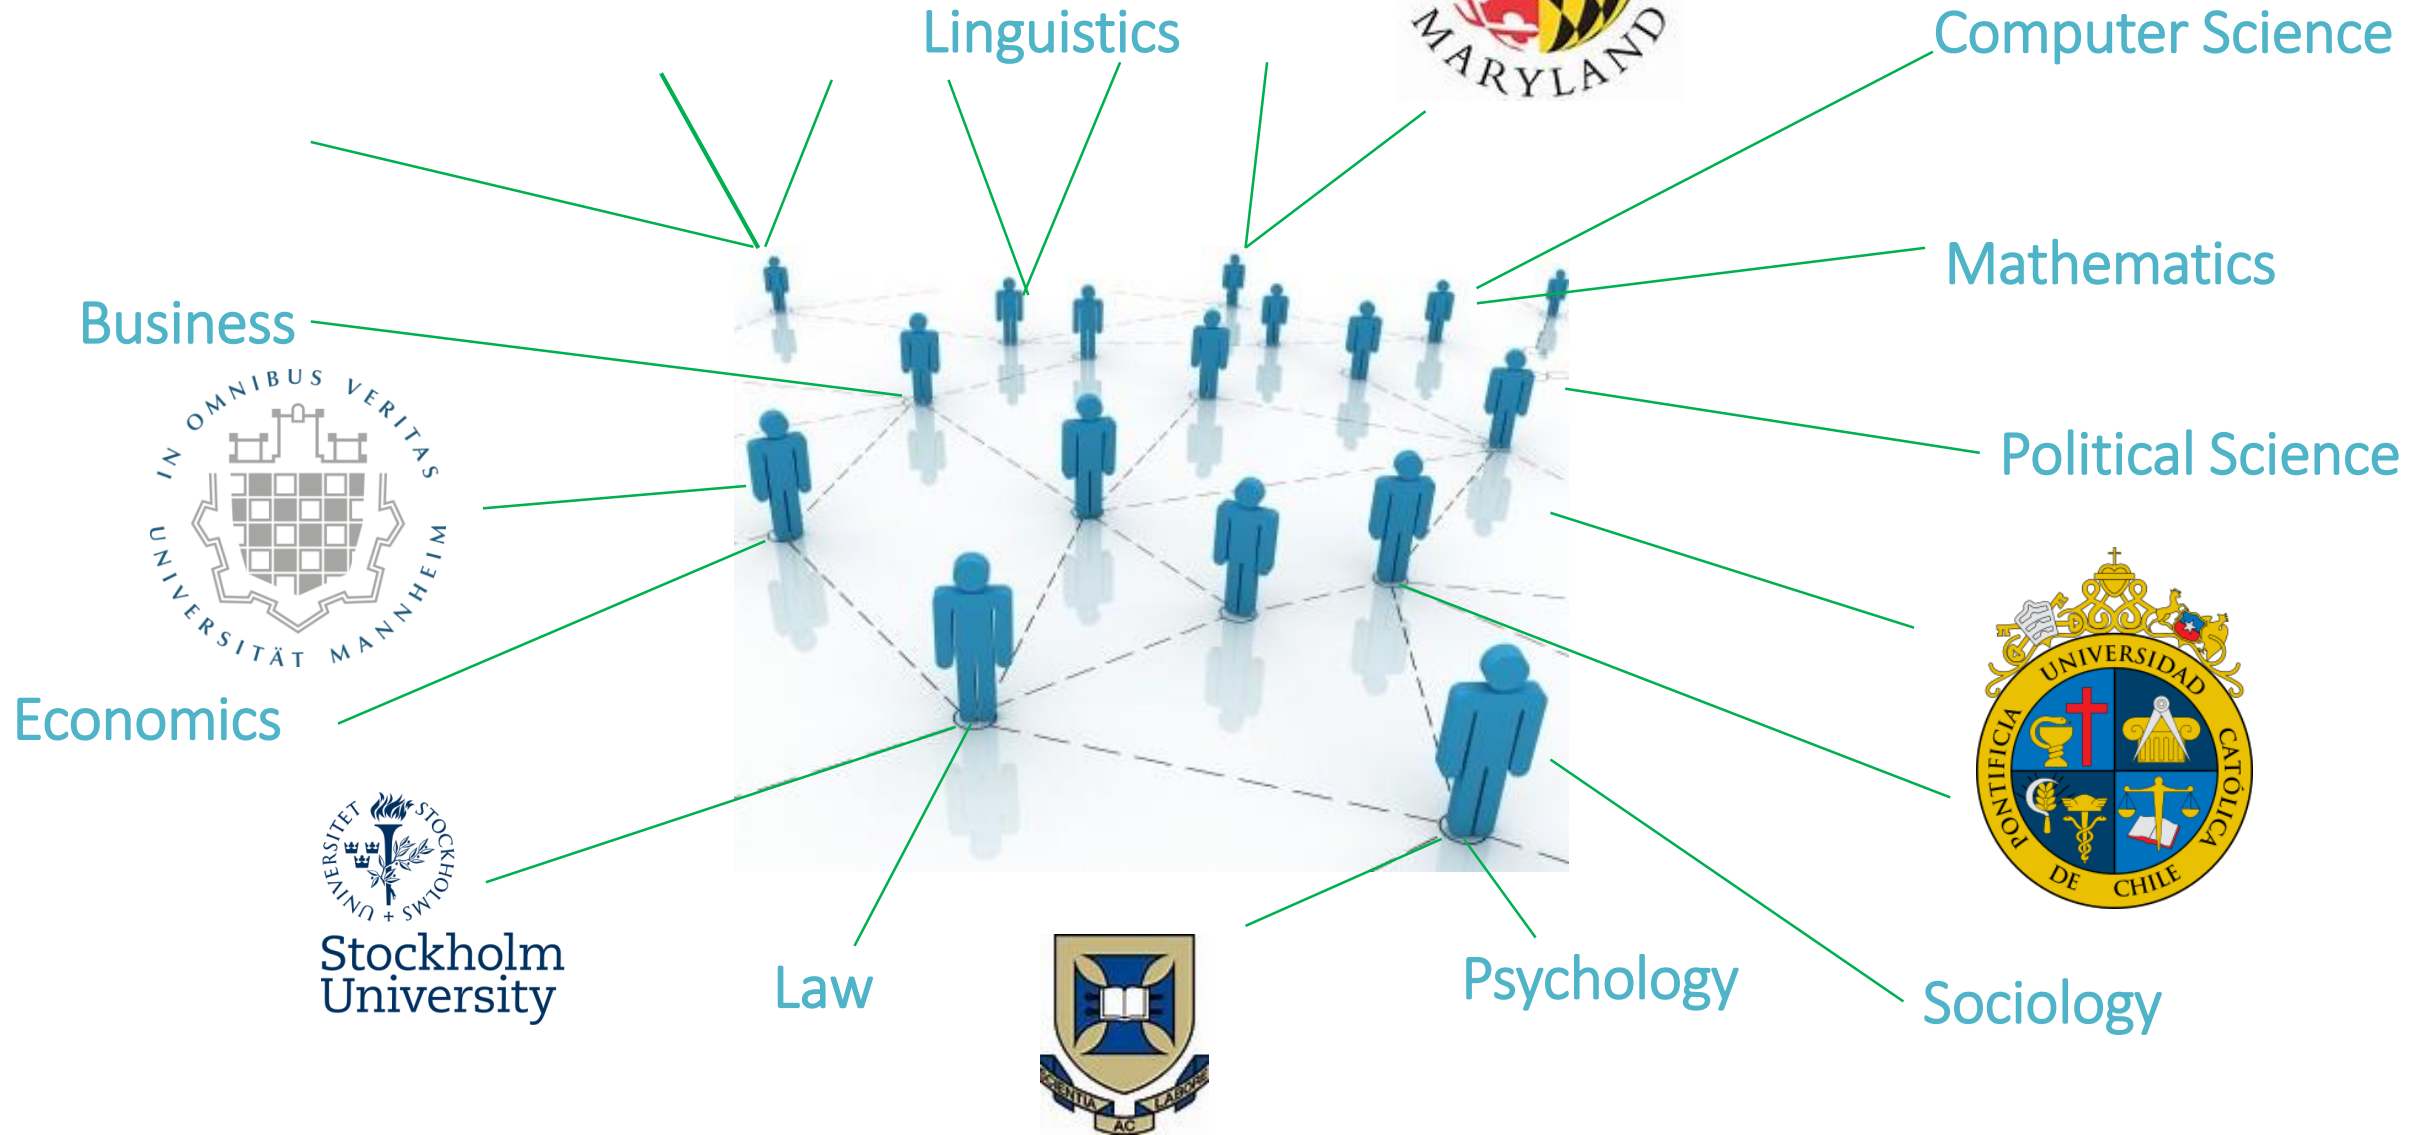 Linguistics
MARYLAND
Computer Science
Mathematics
Business
IN OMNIBUS VERITAS
UNIVERSITÄT MANNHEIM
Political Science
Economics
PONTIFICIA UNIVERSIDAD CATÓLICA
DE CHILE
STOCKHOLMS UNIVERSITET
Stockholm
University
Law
Psychology
Sociology
SCIENTIA AC LABORE